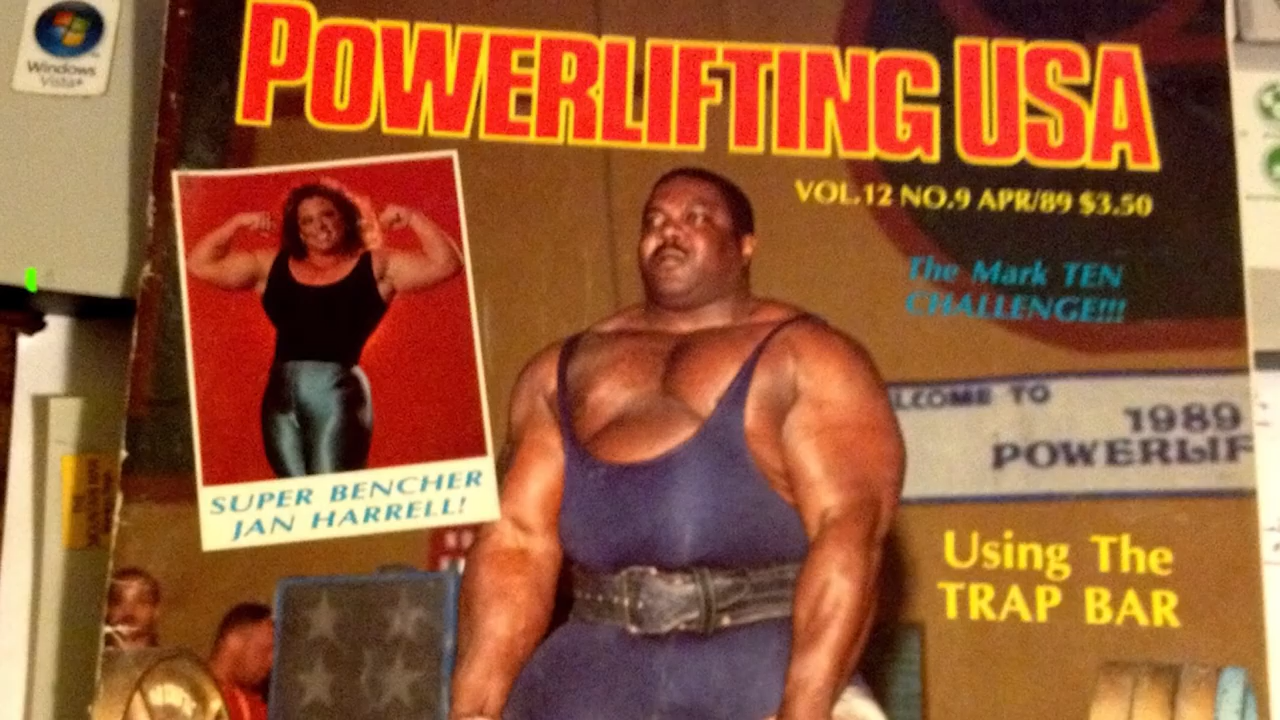 Windows
Vista
POWERLIFTING USA
VOL.12 NO.9 APR/89 $3.50
The Mark TEN
CHALLENGE!!!
LCOME TO
1989
POWERLIF
SUPER BENCHER
JAN HARRELL!
Using The
TRAP BAR